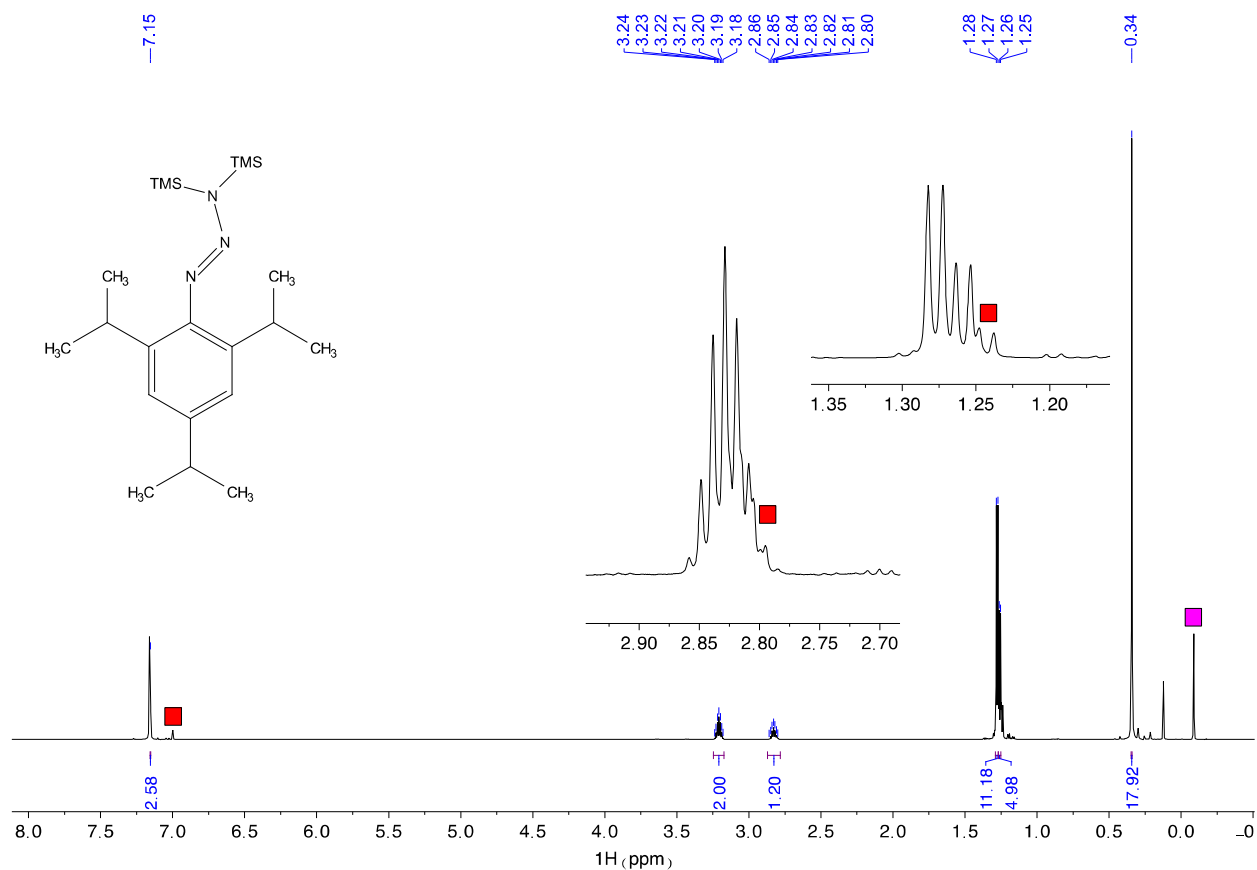 7.15
3.24
3.23
3.22
3.21
3.20
3.19
3.18
2.86
2.85
2.84
2.83
2.82
2.81
2.80
1.28
1.27
1.26
1.25
0.34
TMS
TMS
N
N
N
CH₃
CH₃
H₃C
CH₃
H₃C
CH₃
1.35 1.30 1.25 1.20
2.90 2.85 2.80 2.75 2.70
2.58
2.00
1.20
11.18
4.98
17.92
8.0 7.5 7.0 6.5 6.0 5.5 5.0 4.5 4.0 3.5 3.0 2.5 2.0 1.5 1.0 0.5 0.0 –0
1H (ppm)